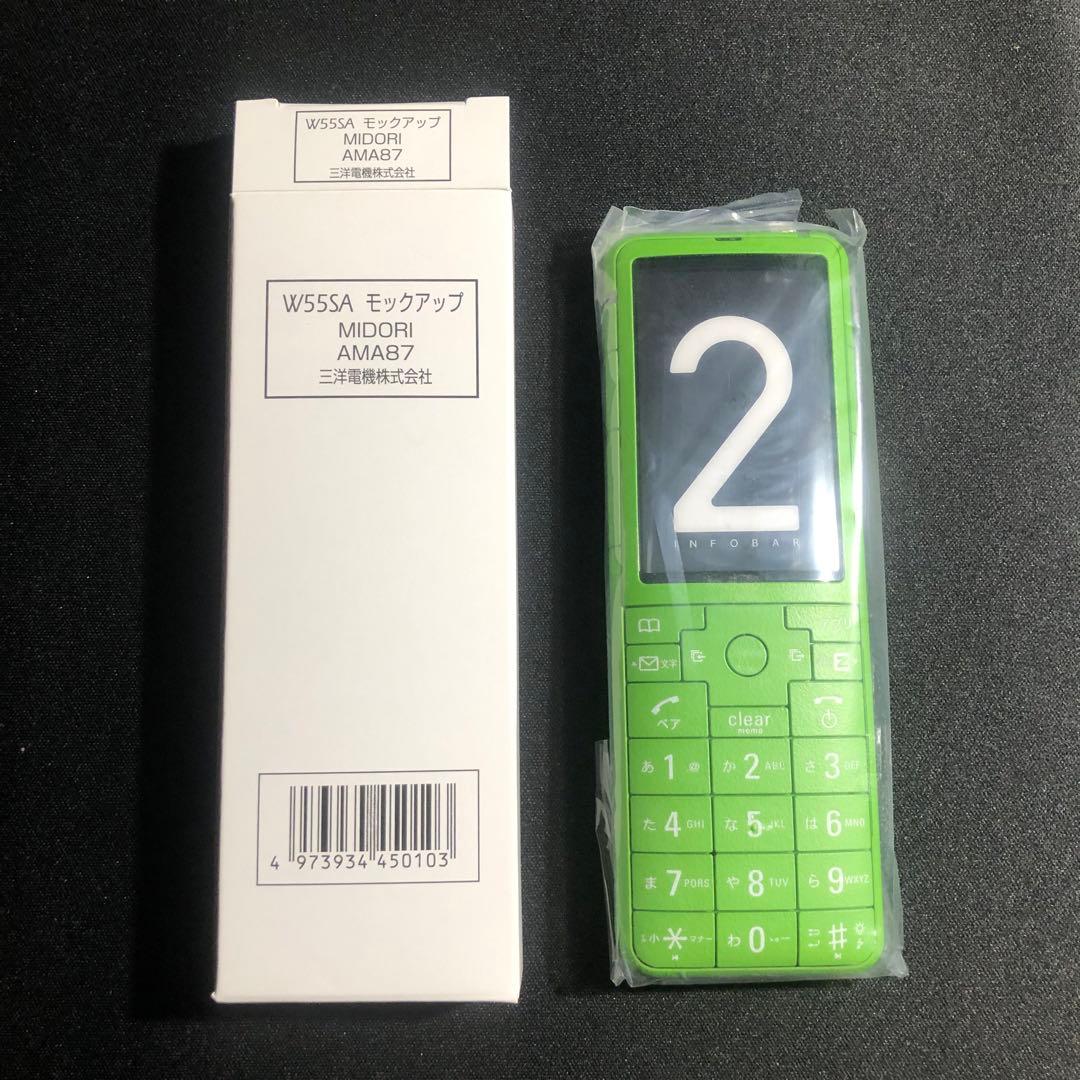 W55SA モックアップ
MIDORI
AMA87
三洋電機株式会社
W55SA モックアップ
MIDORI
AMA87
三洋電機株式会社
4 973934 450103
2
INFOBAR
アプリ
文字
ペア
clear
memo
あ 1 @
か 2 ABC
さ 3 DEF
た 4 GHI
な 5 JKL
は 6 MNO
ま 7 PQRS
や 8 TUV
ら 9 WXYZ
小 * マナー
わ 0
#